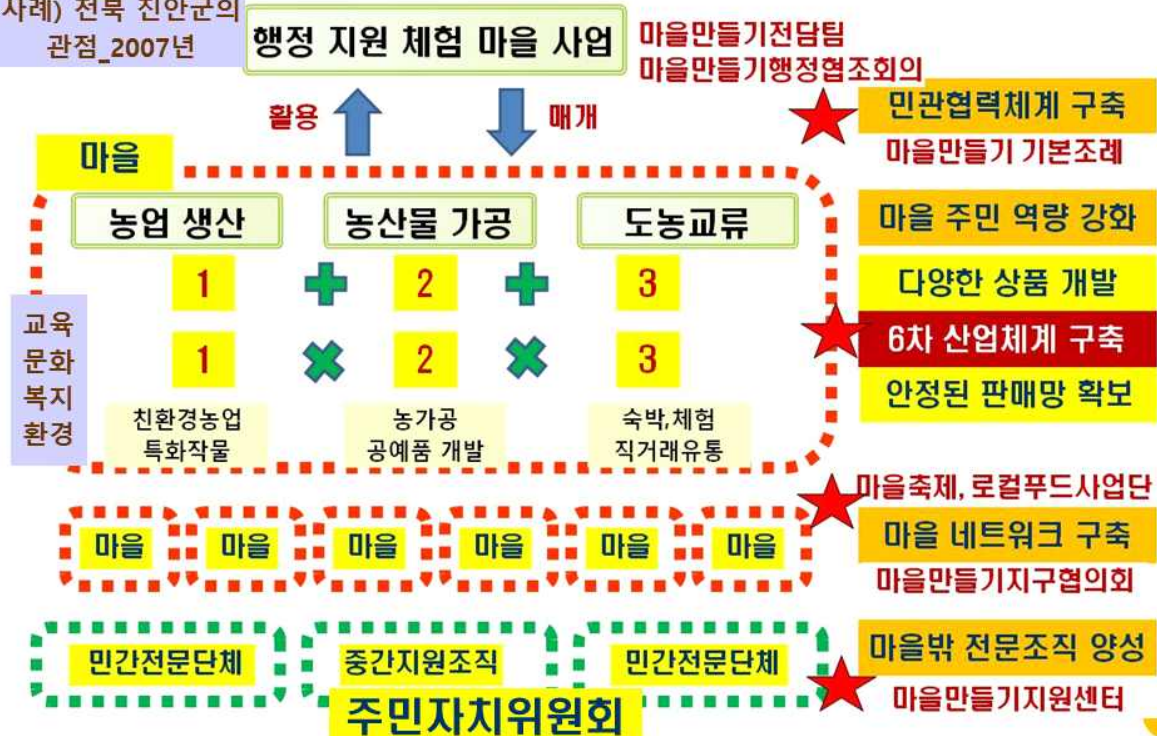 사례) 전북 진안군의
관점_2007년
행정 지원 체험 마을 사업
마을만들기전담팀
마을만들기행정협조회의
활용
매개
민관협력체계 구축
마을만들기 기본조례
마을
농업 생산
농산물 가공
도농교류
마을 주민 역량 강화
1
2
3
다양한 상품 개발
교육
문화
복지
환경
1
2
3
6차 산업체계 구축
안정된 판매망 확보
친환경농업
특화작물
농가공
공예품 개발
숙박,체험
직거래유통
마을축제, 로컬푸드사업단
마을
마을
마을
마을
마을
마을
마을 네트워크 구축
마을만들기지구협의회
민간전문단체
중간지원조직
민간전문단체
마을밖 전문조직 양성
마을만들기지원센터
주민자치위원회